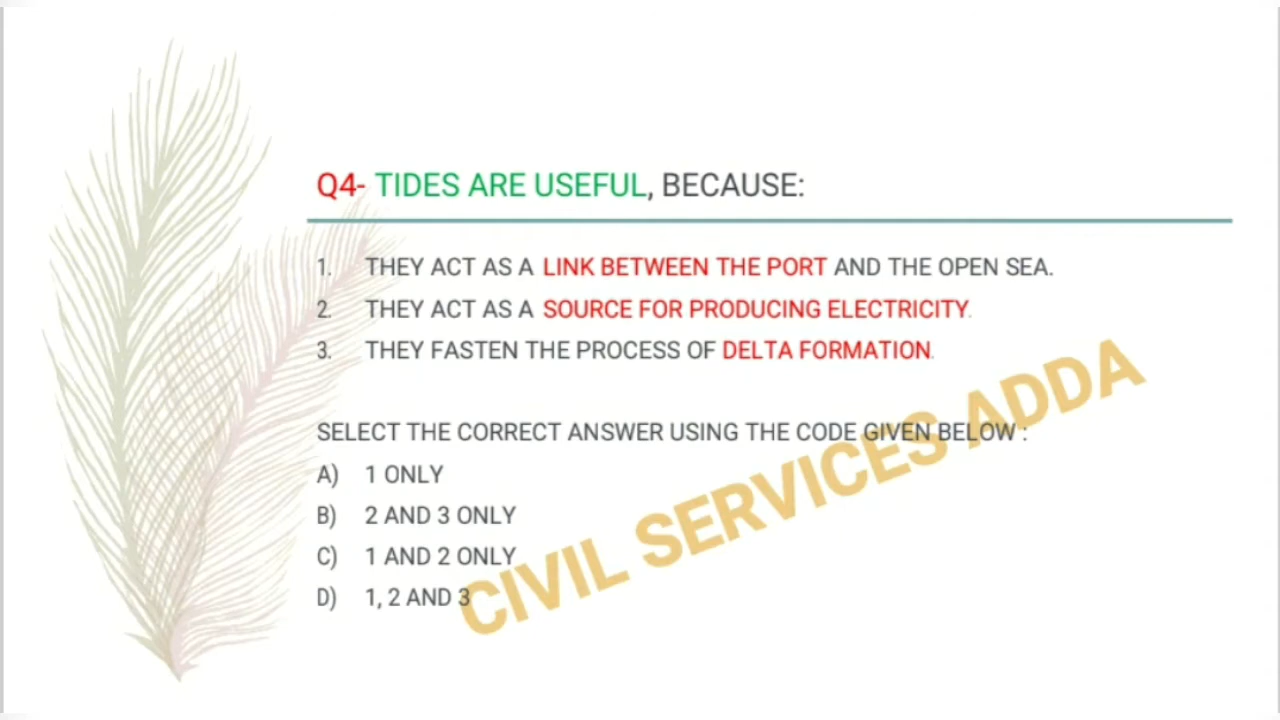 Q4- TIDES ARE USEFUL, BECAUSE:
1. THEY ACT AS A LINK BETWEEN THE PORT AND THE OPEN SEA.
2. THEY ACT AS A SOURCE FOR PRODUCING ELECTRICITY.
3. THEY FASTEN THE PROCESS OF DELTA FORMATION.
SELECT THE CORRECT ANSWER USING THE CODE GIVEN BELOW :
A) 1 ONLY
B) 2 AND 3 ONLY
C) 1 AND 2 ONLY
D) 1, 2 AND 3
CIVIL SERVICES ADDA